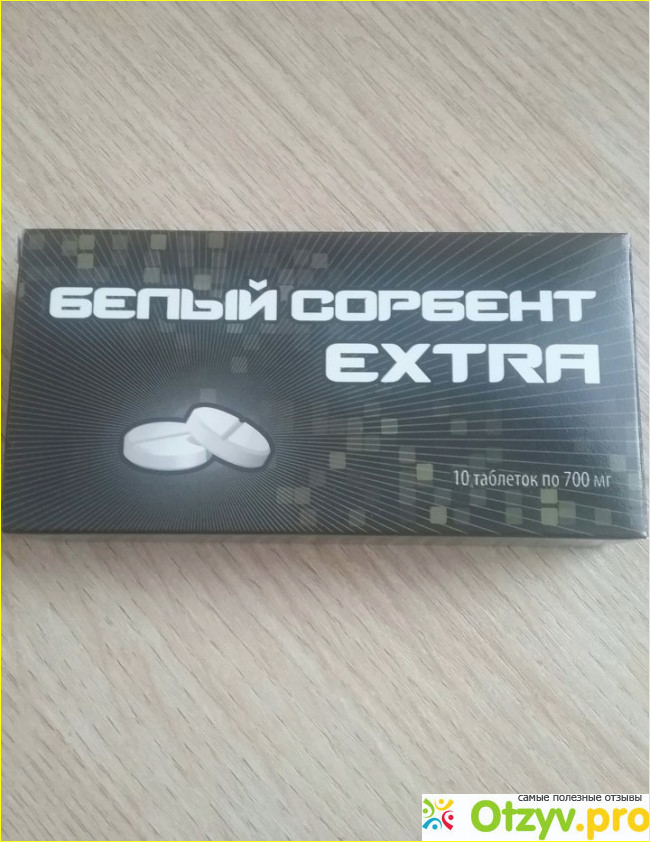 БЕЛЫЙ СОРБЕНТ
EXTRA
10 таблеток по 700 мг
самые полезные отзывы
Otzyv.pro